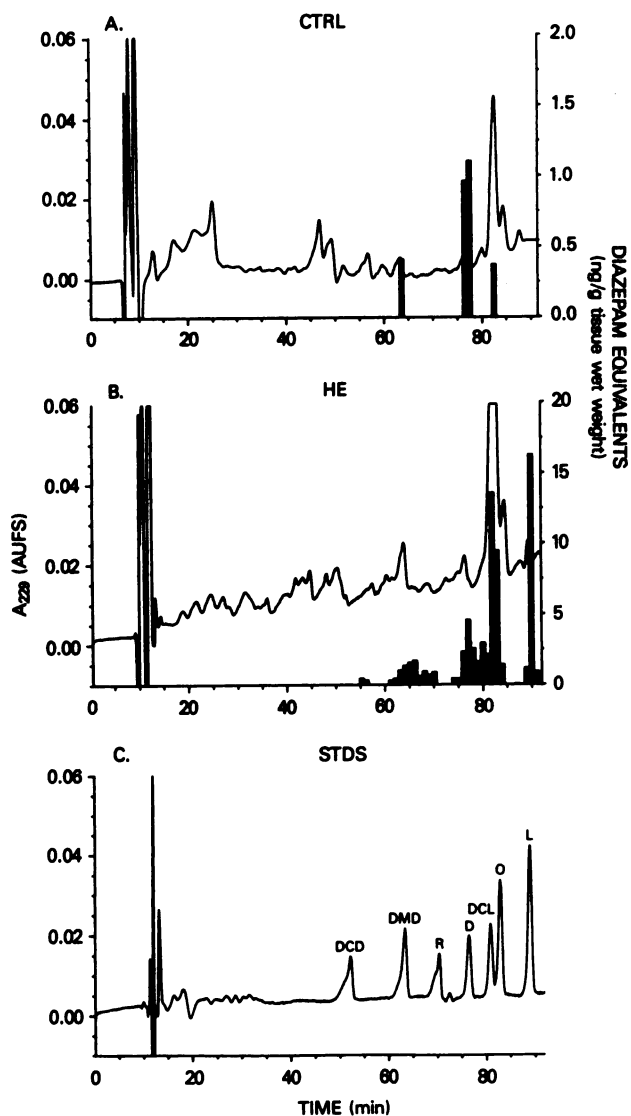 A. CTRL
0.06
0.04
0.02
0.00
2.0
1.5
1.0
0.5
0.0
0 20 40 60 80
B. HE
0.06
0.04
0.02
0.00
20
15
10
5
0
0 20 40 60 80
A229 (AUFS)
DIAZEPAM EQUIVALENTS
(ng/g tissue wet weight)
C. STDS
0.06
0.04
0.02
0.00
DCD
DMD
R
D
DCL
O
L
0 20 40 60 80
TIME (min)